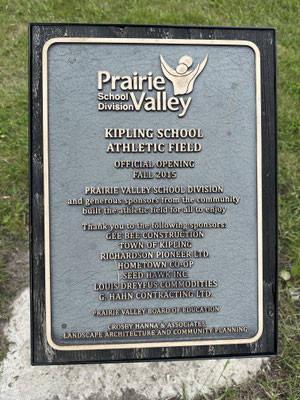 Prairie
School
Division
Valley
KIPLING SCHOOL
ATHLETIC FIELD
OFFICIAL OPENING
FALL 2015
PRAIRIE VALLEY SCHOOL DIVISION
and generous sponsors from the community
built the athletic field for all to enjoy
Thank you to the following sponsors:
GEE BEE CONSTRUCTION
TOWN OF KIPLING
RICHARDSON PIONEER LTD.
HOMETOWN CO-OP
SEED HAWK INC.
LOUIS DREYFUS COMMODITIES
G. HAHN CONTRACTING LTD.
PRAIRIE VALLEY BOARD OF EDUCATION
CROSBY HANNA & ASSOCIATES
LANDSCAPE ARCHITECTURE AND COMMUNITY PLANNING